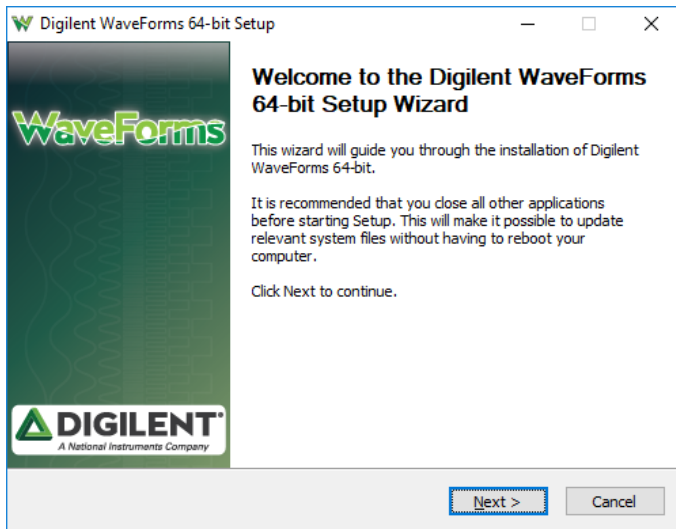 Digilent WaveForms 64-bit Setup
WaveForms
Welcome to the Digilent WaveForms
64-bit Setup Wizard
This wizard will guide you through the installation of Digilent
WaveForms 64-bit.
It is recommended that you close all other applications
before starting Setup. This will make it possible to update
relevant system files without having to reboot your
computer.
Click Next to continue.
DIGILENT®
A National Instruments Company
Next >
Cancel